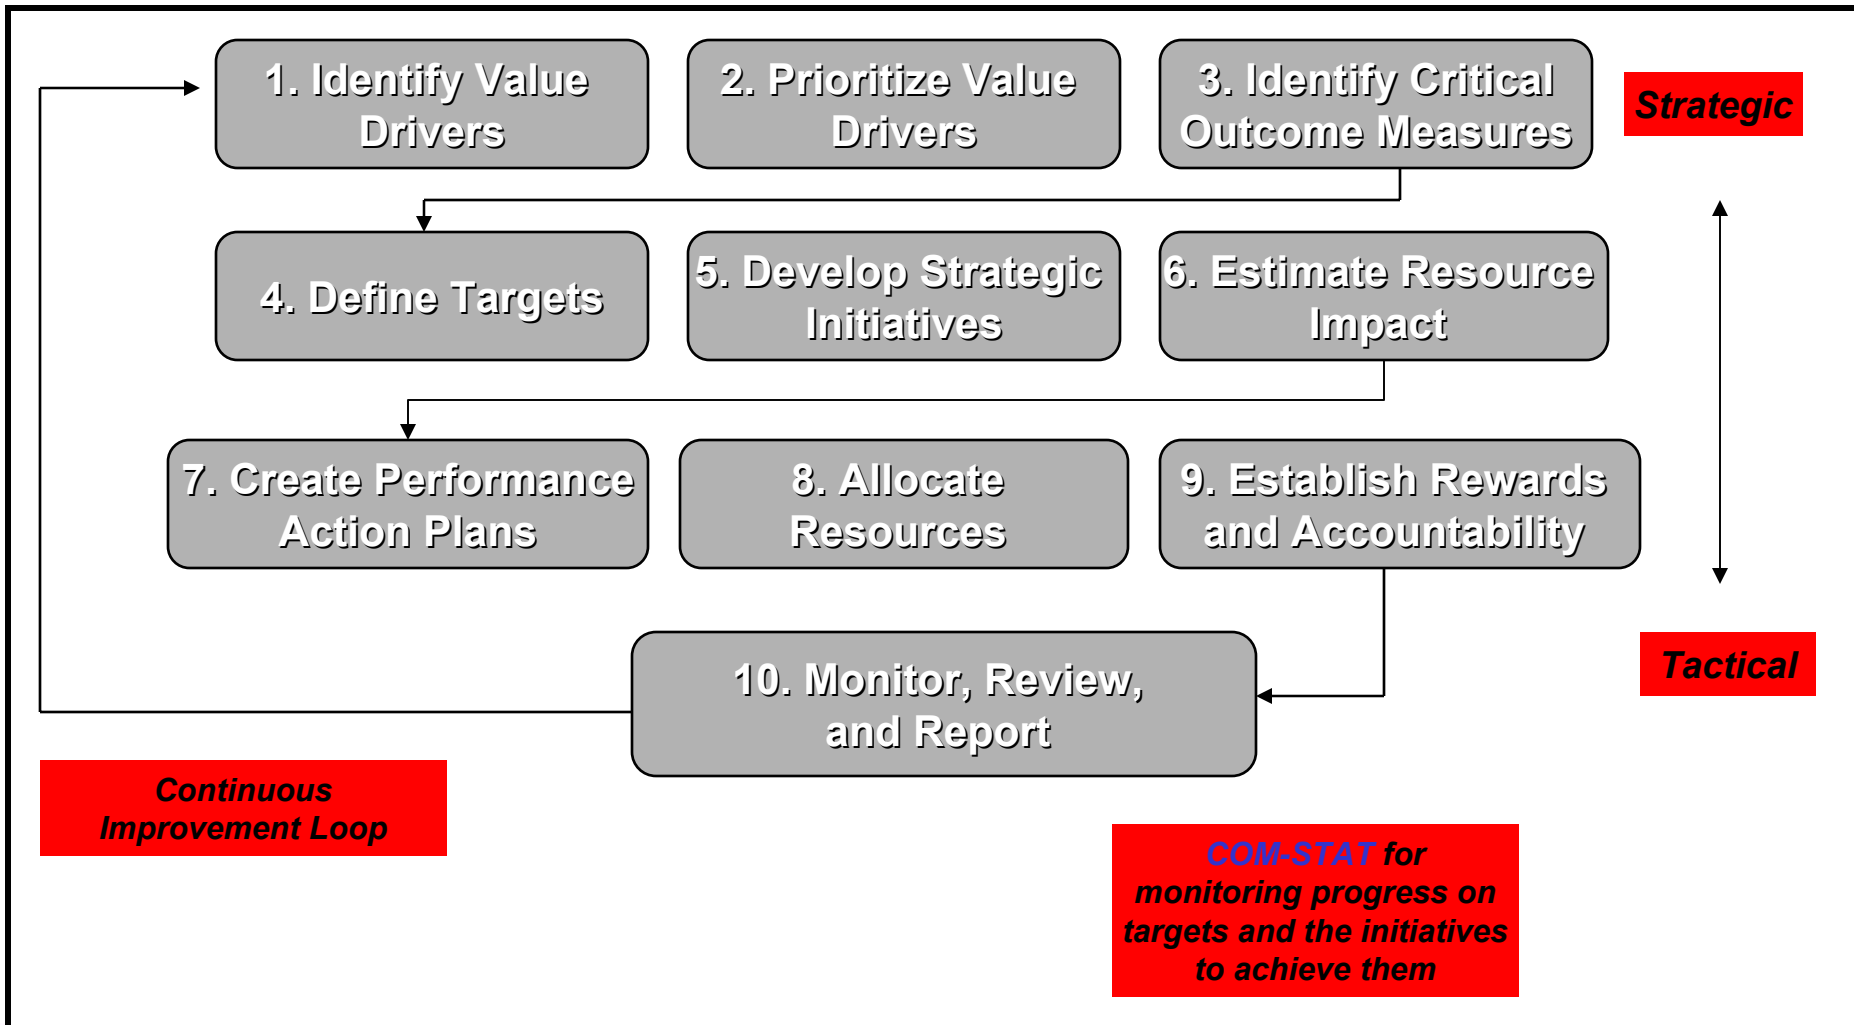 1. Identify Value
Drivers
2. Prioritize Value
Drivers
3. Identify Critical
Outcome Measures
Strategic
4. Define Targets
5. Develop Strategic
Initiatives
6. Estimate Resource
Impact
7. Create Performance
Action Plans
8. Allocate
Resources
9. Establish Rewards
and Accountability
Tactical
10. Monitor, Review,
and Report
Continuous
Improvement Loop
COM-STAT for
monitoring progress on
targets and the initiatives
to achieve them